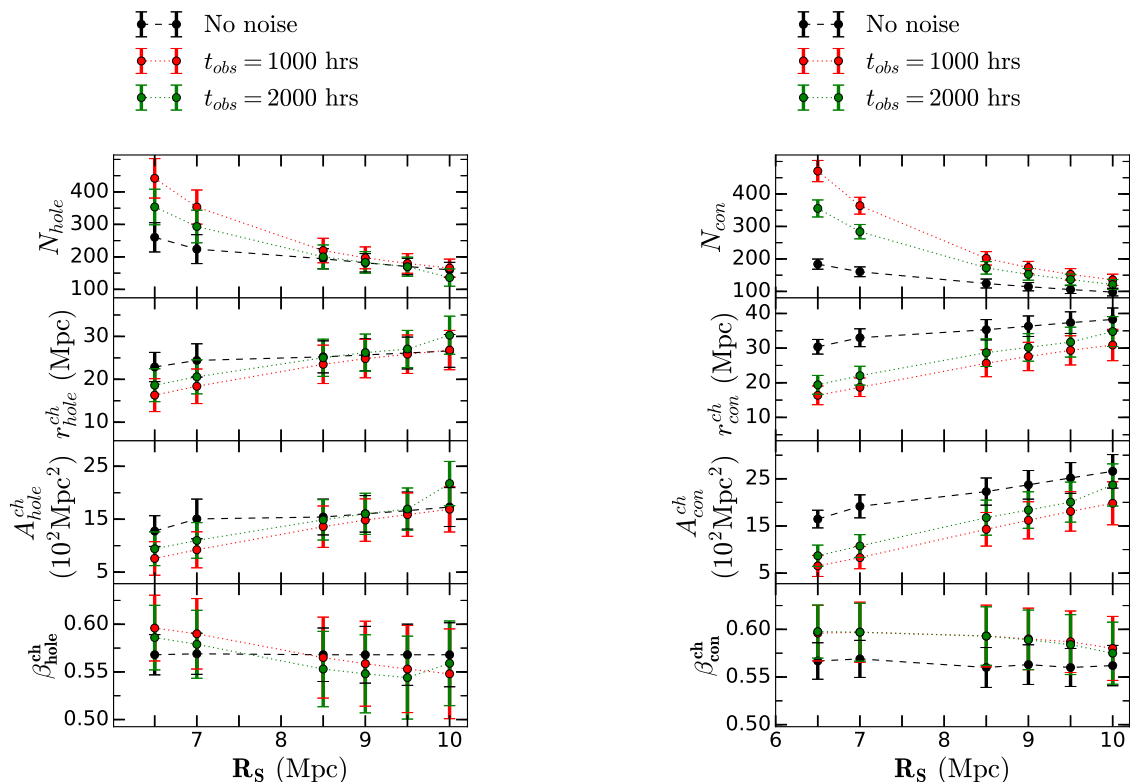 No noise
t_obs = 1000 hrs
t_obs = 2000 hrs
N_hole
400
300
200
100
r^ch_hole (Mpc)
30
20
10
A^ch_hole
(10^2 Mpc^2)
25
15
5
β^ch_hole
0.60
0.55
0.50
7 8 9 10
R_S (Mpc)
No noise
t_obs = 1000 hrs
t_obs = 2000 hrs
N_con
400
300
200
100
r^ch_con (Mpc)
40
30
20
10
A^ch_con
(10^2 Mpc^2)
25
15
5
β^ch_con
0.60
0.55
0.50
6 7 8 9 10
R_S (Mpc)